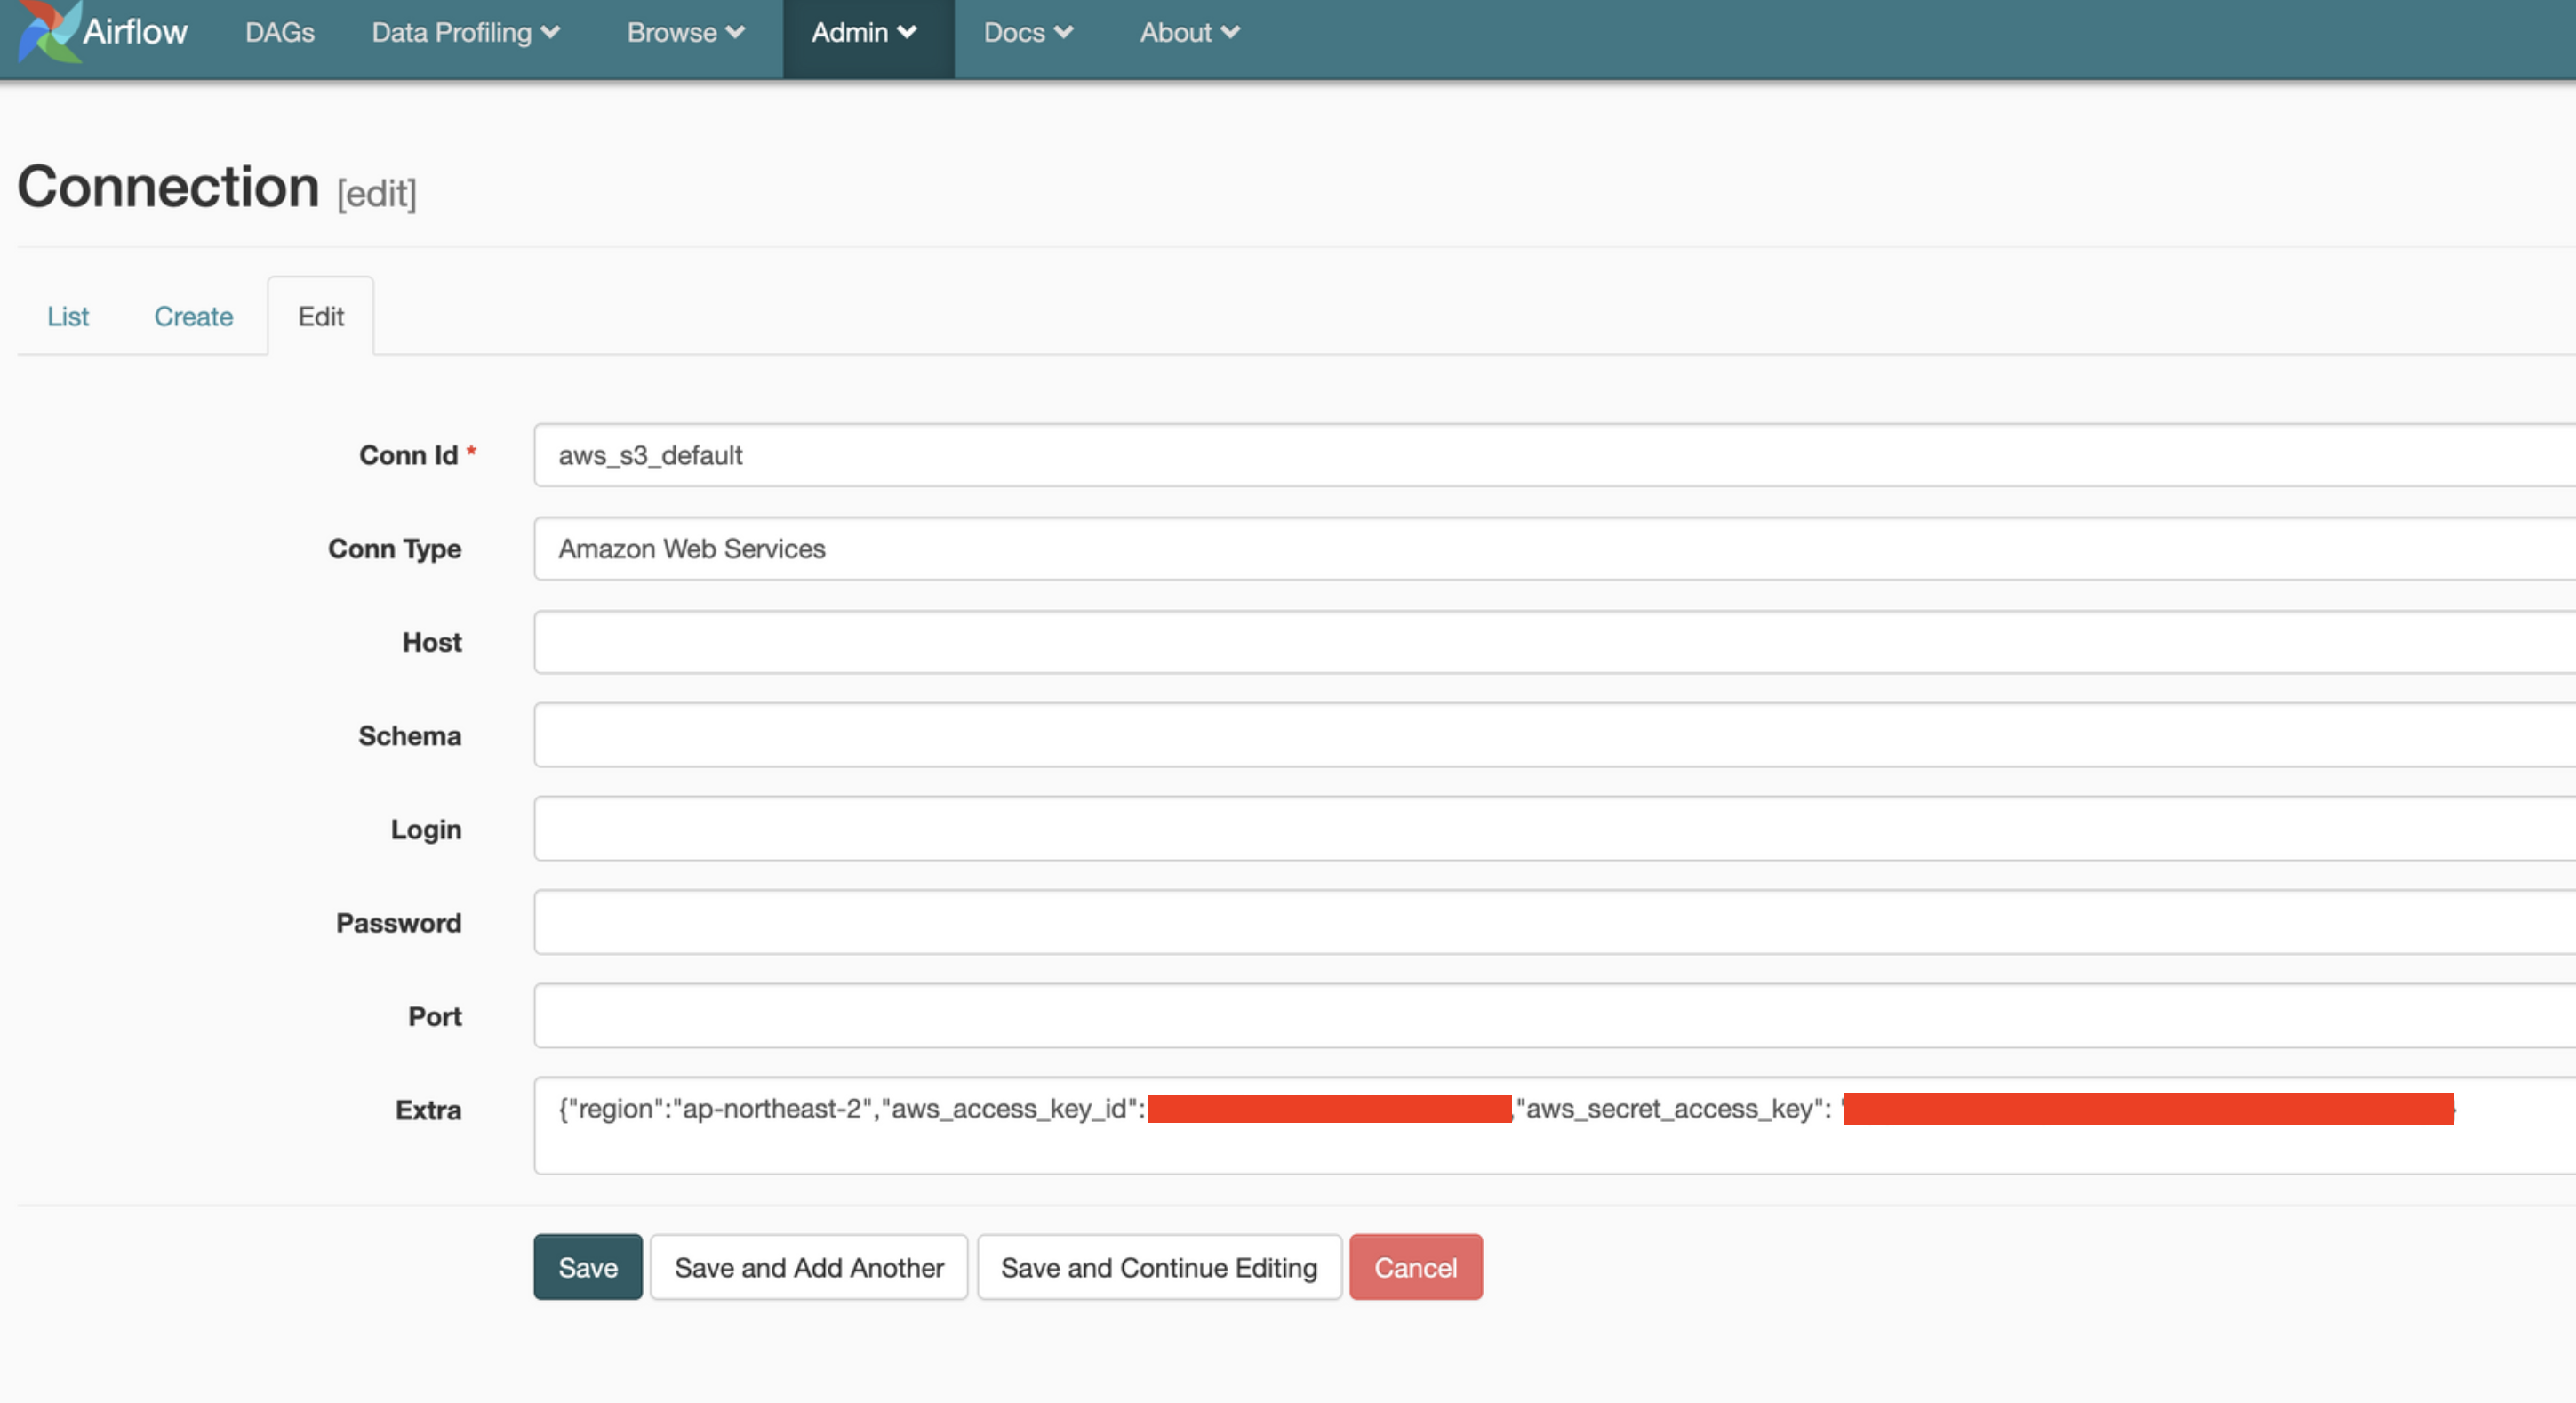 Airflow DAGs Data Profiling Browse Admin Docs About
Connection [edit]
List Create Edit
Conn Id * aws_s3_default
Conn Type Amazon Web Services
Host
Schema
Login
Password
Port
Extra {"region":"ap-northeast-2","aws_access_key_id": ,"aws_secret_access_key": "
Save Save and Add Another Save and Continue Editing Cancel